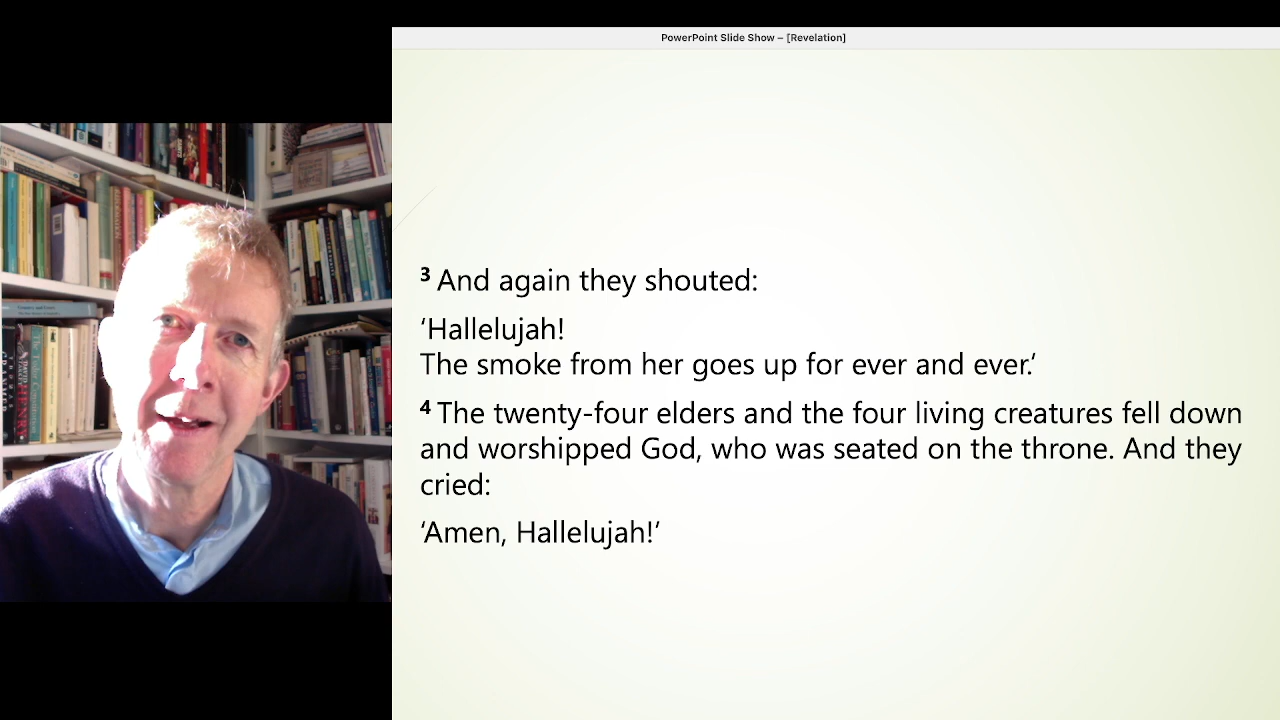 PowerPoint Slide Show – [Revelation]
3 And again they shouted:
‘Hallelujah!
The smoke from her goes up for ever and ever.’
4 The twenty-four elders and the four living creatures fell down
and worshipped God, who was seated on the throne. And they
cried:
‘Amen, Hallelujah!’